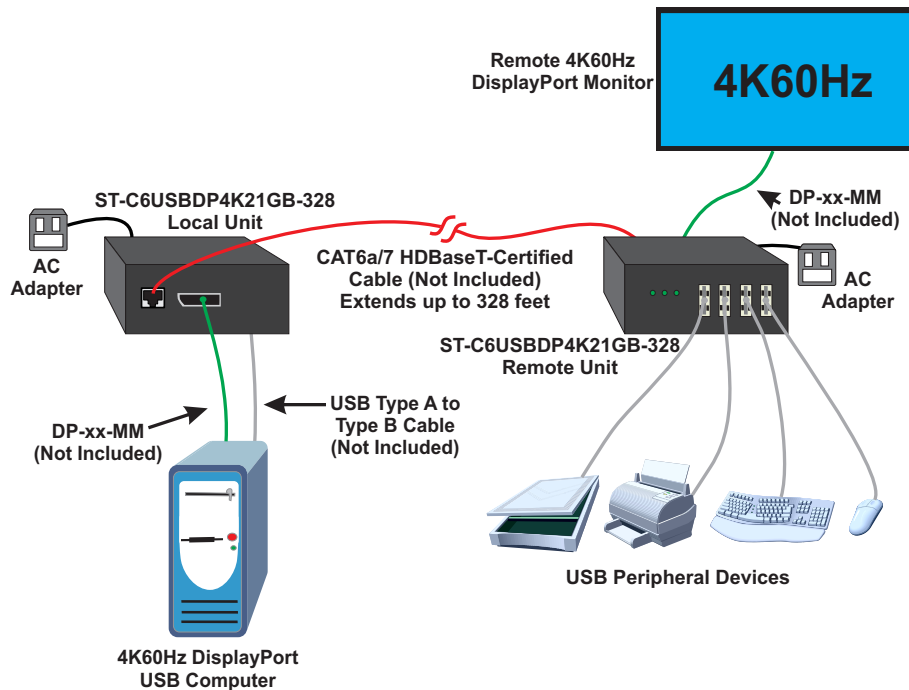 Remote 4K60Hz
DisplayPort Monitor
4K60Hz
ST-C6USBDP4K21GB-328
Local Unit
DP-xx-MM
(Not Included)
AC
Adapter
CAT6a/7 HDBaseT-Certified
Cable (Not Included)
Extends up to 328 feet
AC
Adapter
ST-C6USBDP4K21GB-328
Remote Unit
DP-xx-MM
(Not Included)
USB Type A to
Type B Cable
(Not Included)
USB Peripheral Devices
4K60Hz DisplayPort
USB Computer